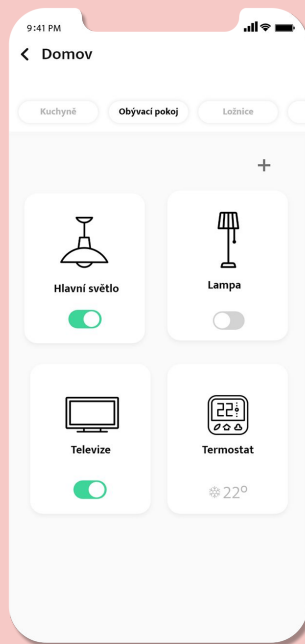 9:41 PM
Domov
Kuchyně
Obývací pokoj
Ložnice
Hlavní světlo
Lampa
Televize
22
Termostat
22°